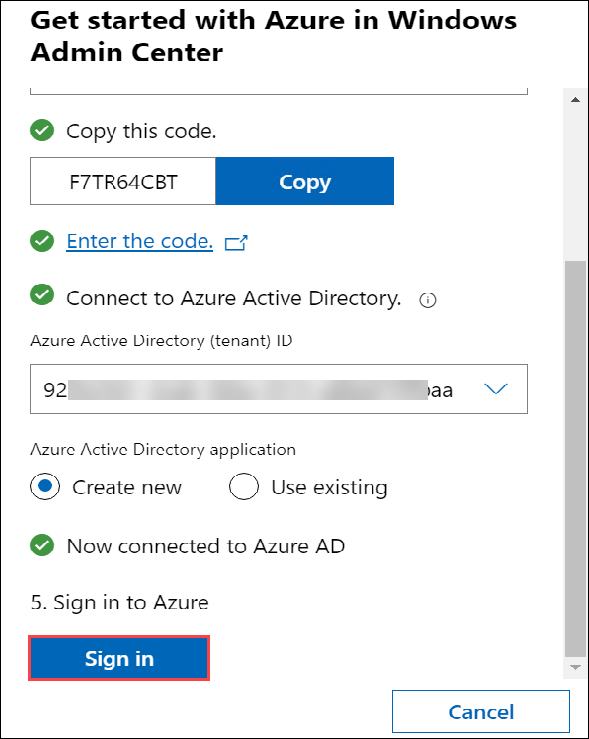 Get started with Azure in Windows
Admin Center
Copy this code.
F7TR64CBT
Copy
Enter the code.
Connect to Azure Active Directory.
Azure Active Directory (tenant) ID
92 baa
Azure Active Directory application
Create new
Use existing
Now connected to Azure AD
5. Sign in to Azure
Sign in
Cancel